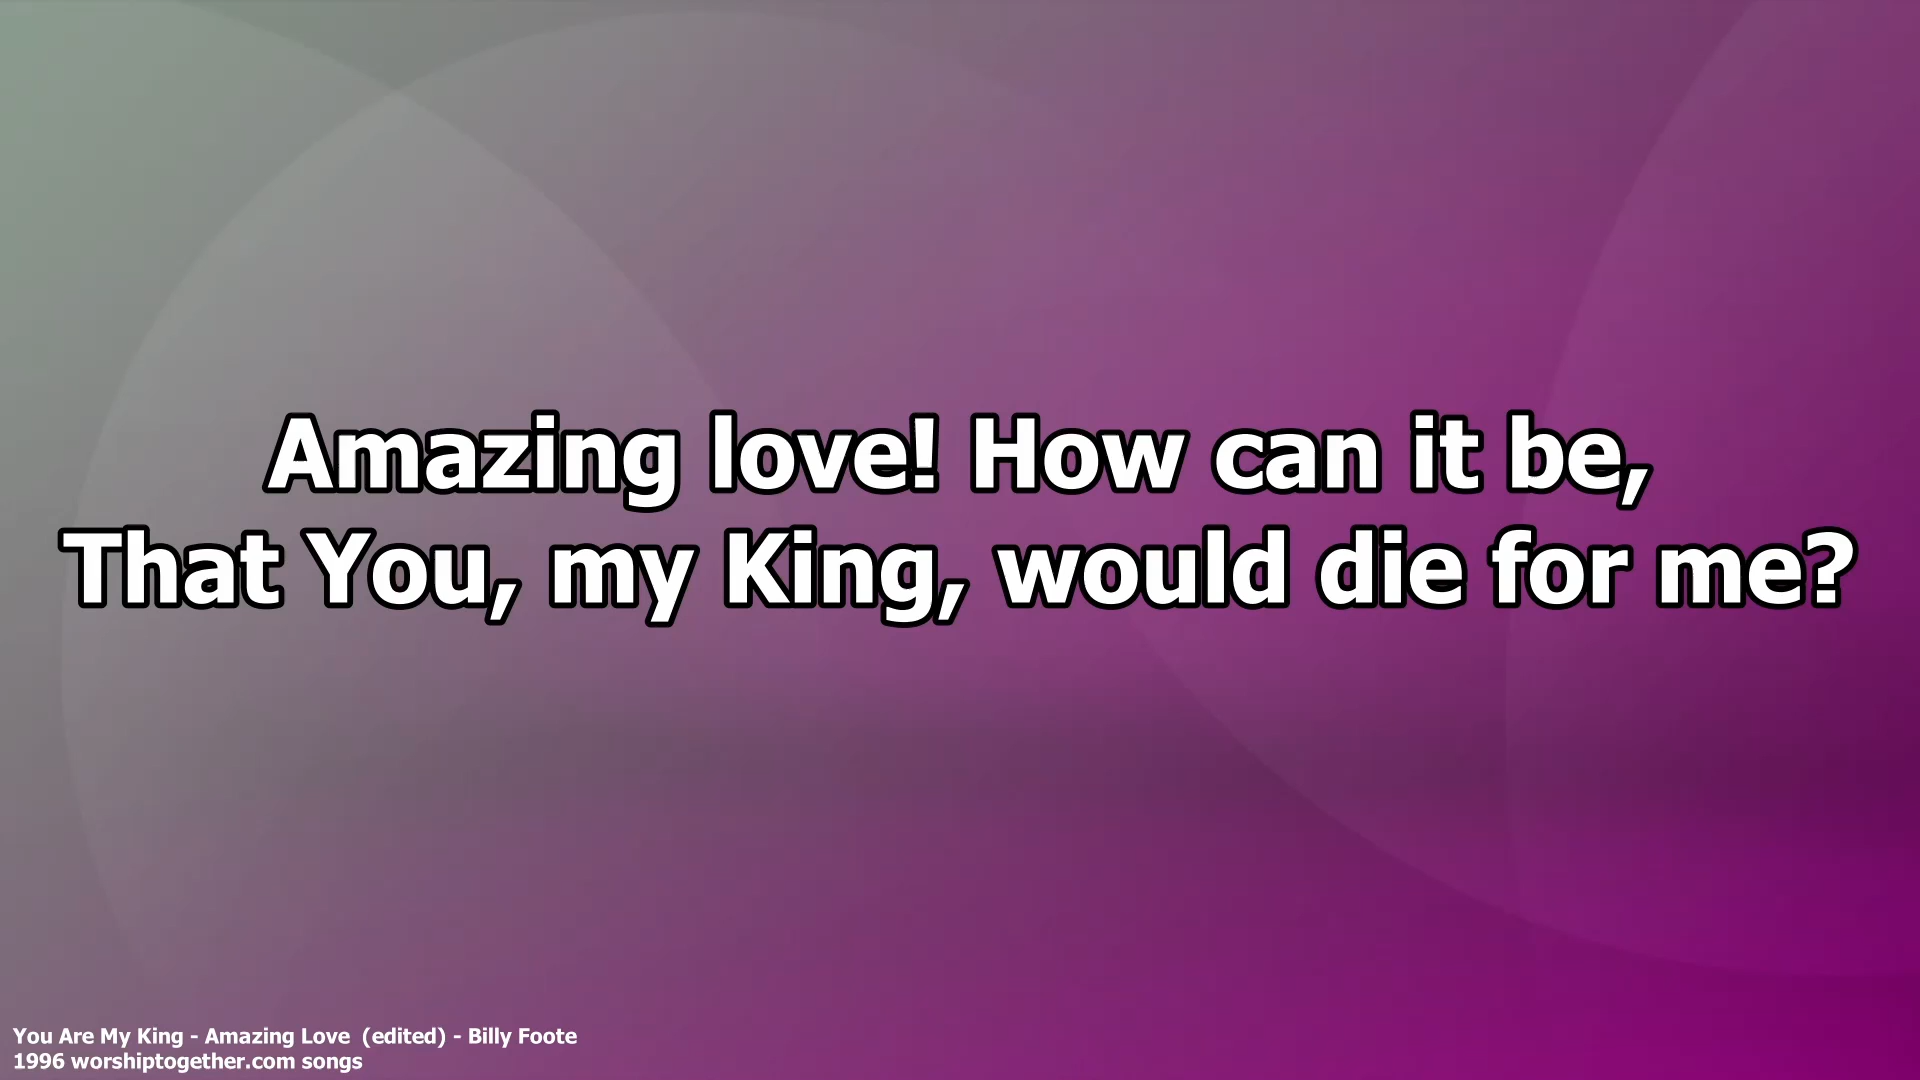 Amazing love! How can it be,
That You, my King, would die for me?
You Are My King - Amazing Love  (edited) - Billy Foote
1996 worshiptogether.com songs